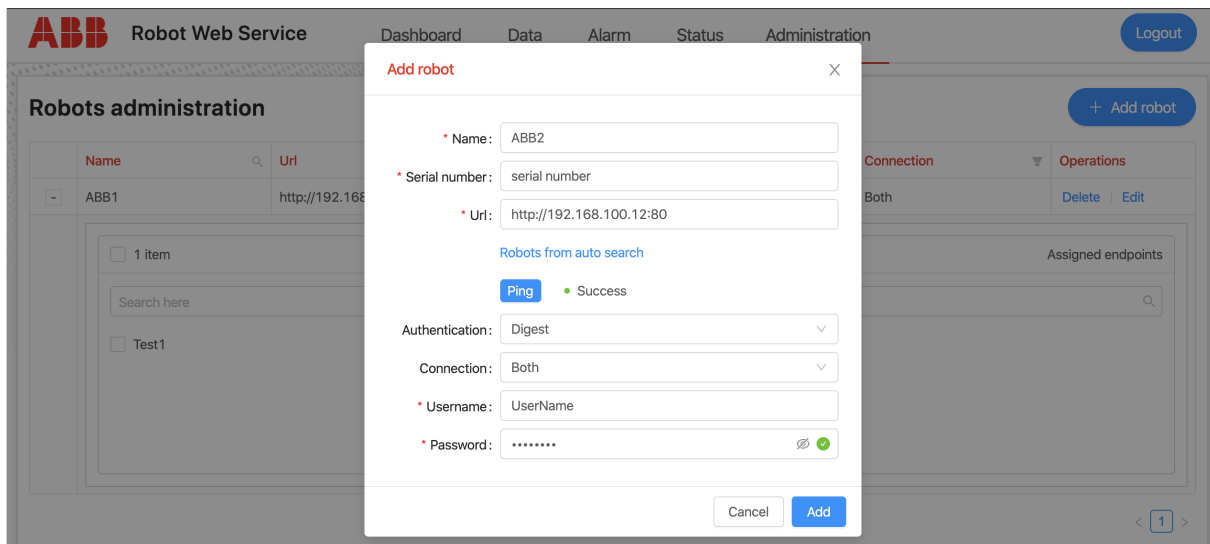 ABB Robot Web Service Dashboard Data Alarm Status Administration Logout
Add robot
Robots administration
+ Add robot
* Name: ABB2
Name Url Connection Operations
* Serial number: serial number
- ABB1 http://192.168 Both Delete Edit
* Url: http://192.168.100.12:80
1 item Robots from auto search Assigned endpoints
Search here Ping Success
Authentication: Digest
Test1
Connection: Both
* Username: UserName
* Password: ••••••••
Cancel Add
< 1 >